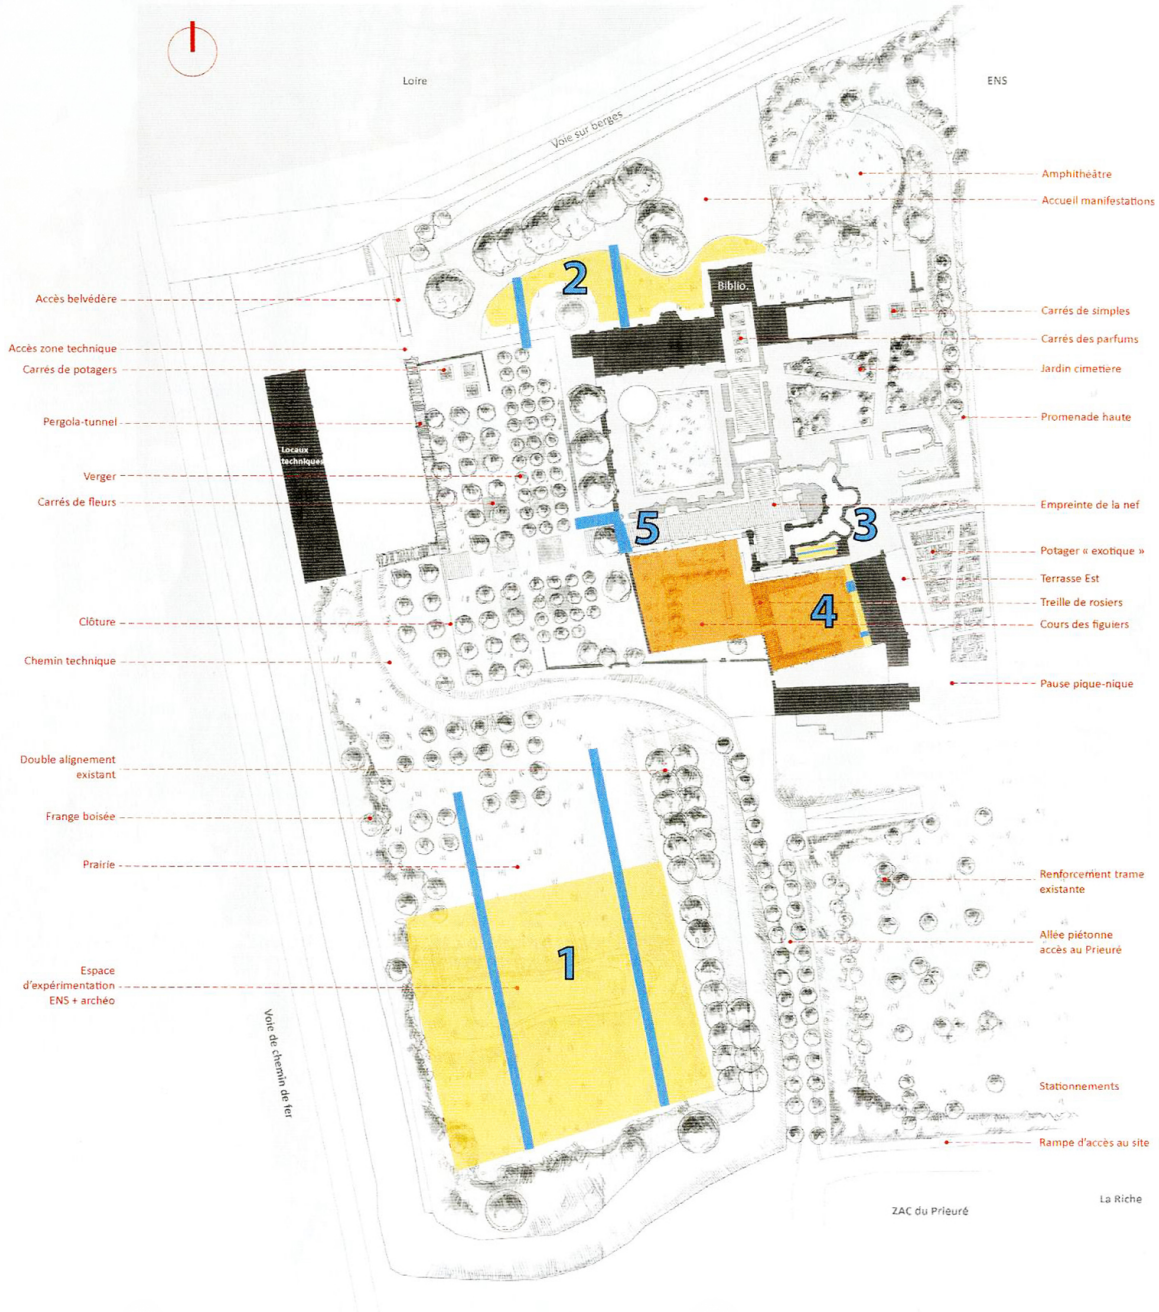 Loire
ENS
Voie sur berges
Amphithéâtre
Accueil manifestations
2
Biblio.
Accès belvédère
Accès zone technique
Carrés de potagers
Pergola-tunnel
Verger
Carrés de fleurs
Clôture
Chemin technique
Locaux
techniques
Carrés de simples
Carrés des parfums
Jardin cimetière
Promenade haute
Empreinte de la nef
Potager « exotique »
Terrasse Est
Treille de rosiers
Cours des figuiers
Pause pique-nique
5
3
4
Double alignement
existant
Frange boisée
Prairie
Espace
d'expérimentation
ENS + archéo
1
Voie de chemin de fer
Renforcement trame
existante
Allée piétonne
accès au Prieuré
Stationnements
Rampe d'accès au site
La Riche
ZAC du Prieuré